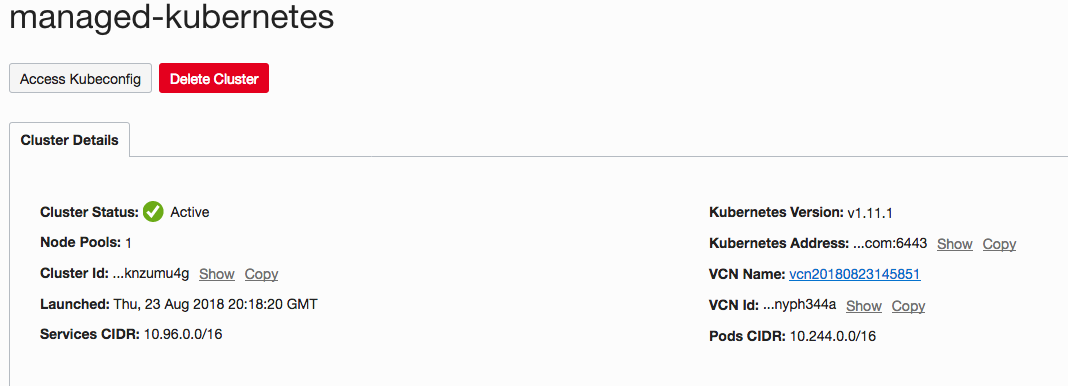 managed-kubernetes
Access Kubeconfig Delete Cluster
Cluster Details
Cluster Status: Active
Node Pools: 1
Cluster Id: ...knzumu4g Show Copy
Launched: Thu, 23 Aug 2018 20:18:20 GMT
Services CIDR: 10.96.0.0/16
Kubernetes Version: v1.11.1
Kubernetes Address: ...com:6443 Show Copy
VCN Name: vcn20180823145851
VCN Id: ...nyph344a Show Copy
Pods CIDR: 10.244.0.0/16